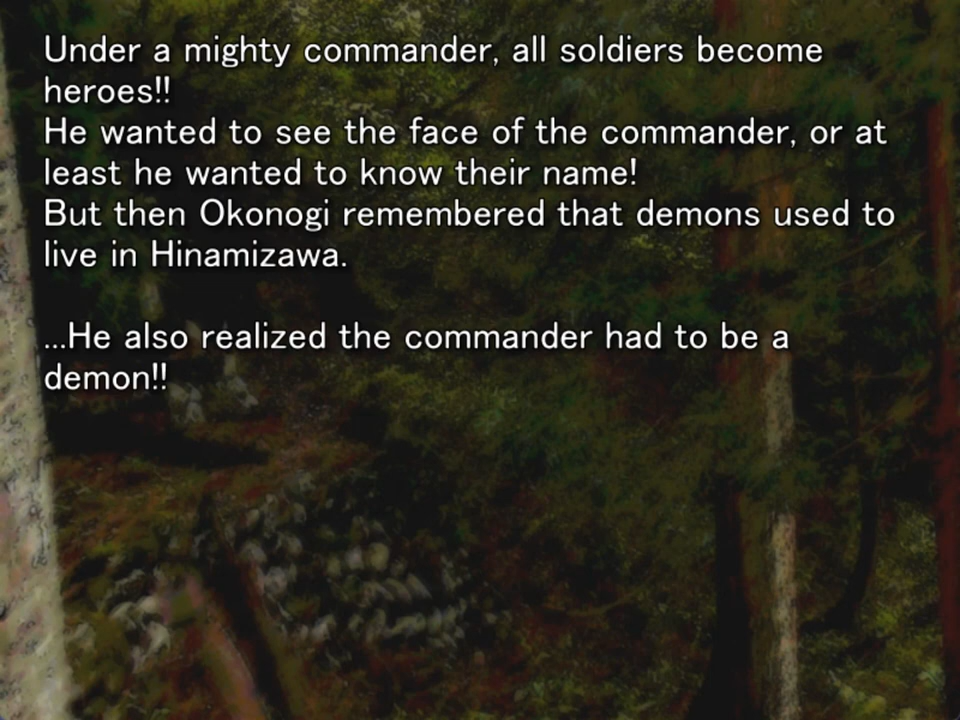 Under a mighty commander, all soldiers become
heroes!!
He wanted to see the face of the commander, or at
least he wanted to know their name!
But then Okonogi remembered that demons used to
live in Hinamizawa.
...He also realized the commander had to be a
demon!!